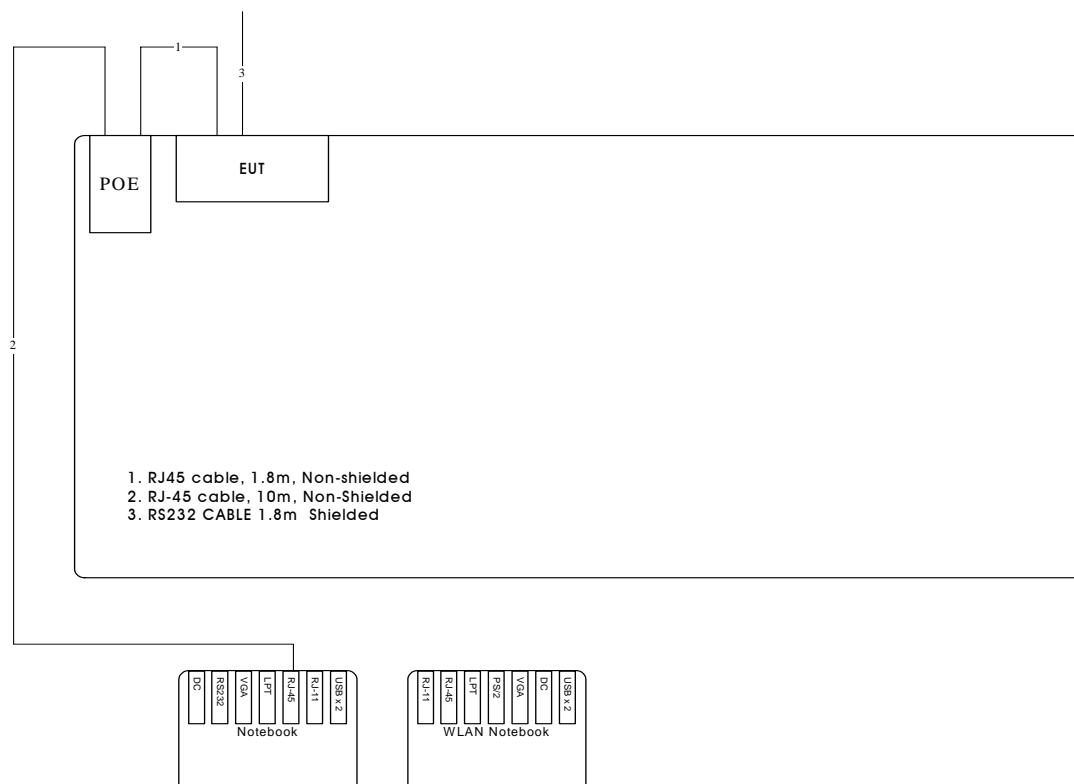 1
3
POE
EUT
2
1. RJ45 cable, 1.8m, Non-shielded
2. RJ-45 cable, 10m, Non-Shielded
3. RS232 CABLE 1.8m  Shielded
DC
RS232
VGA
LPT
RJ-45
RJ-11
USB x 2
Notebook
RJ-11
RJ-45
LPT
PS/2
VGA
DC
USB x 2
WLAN Notebook